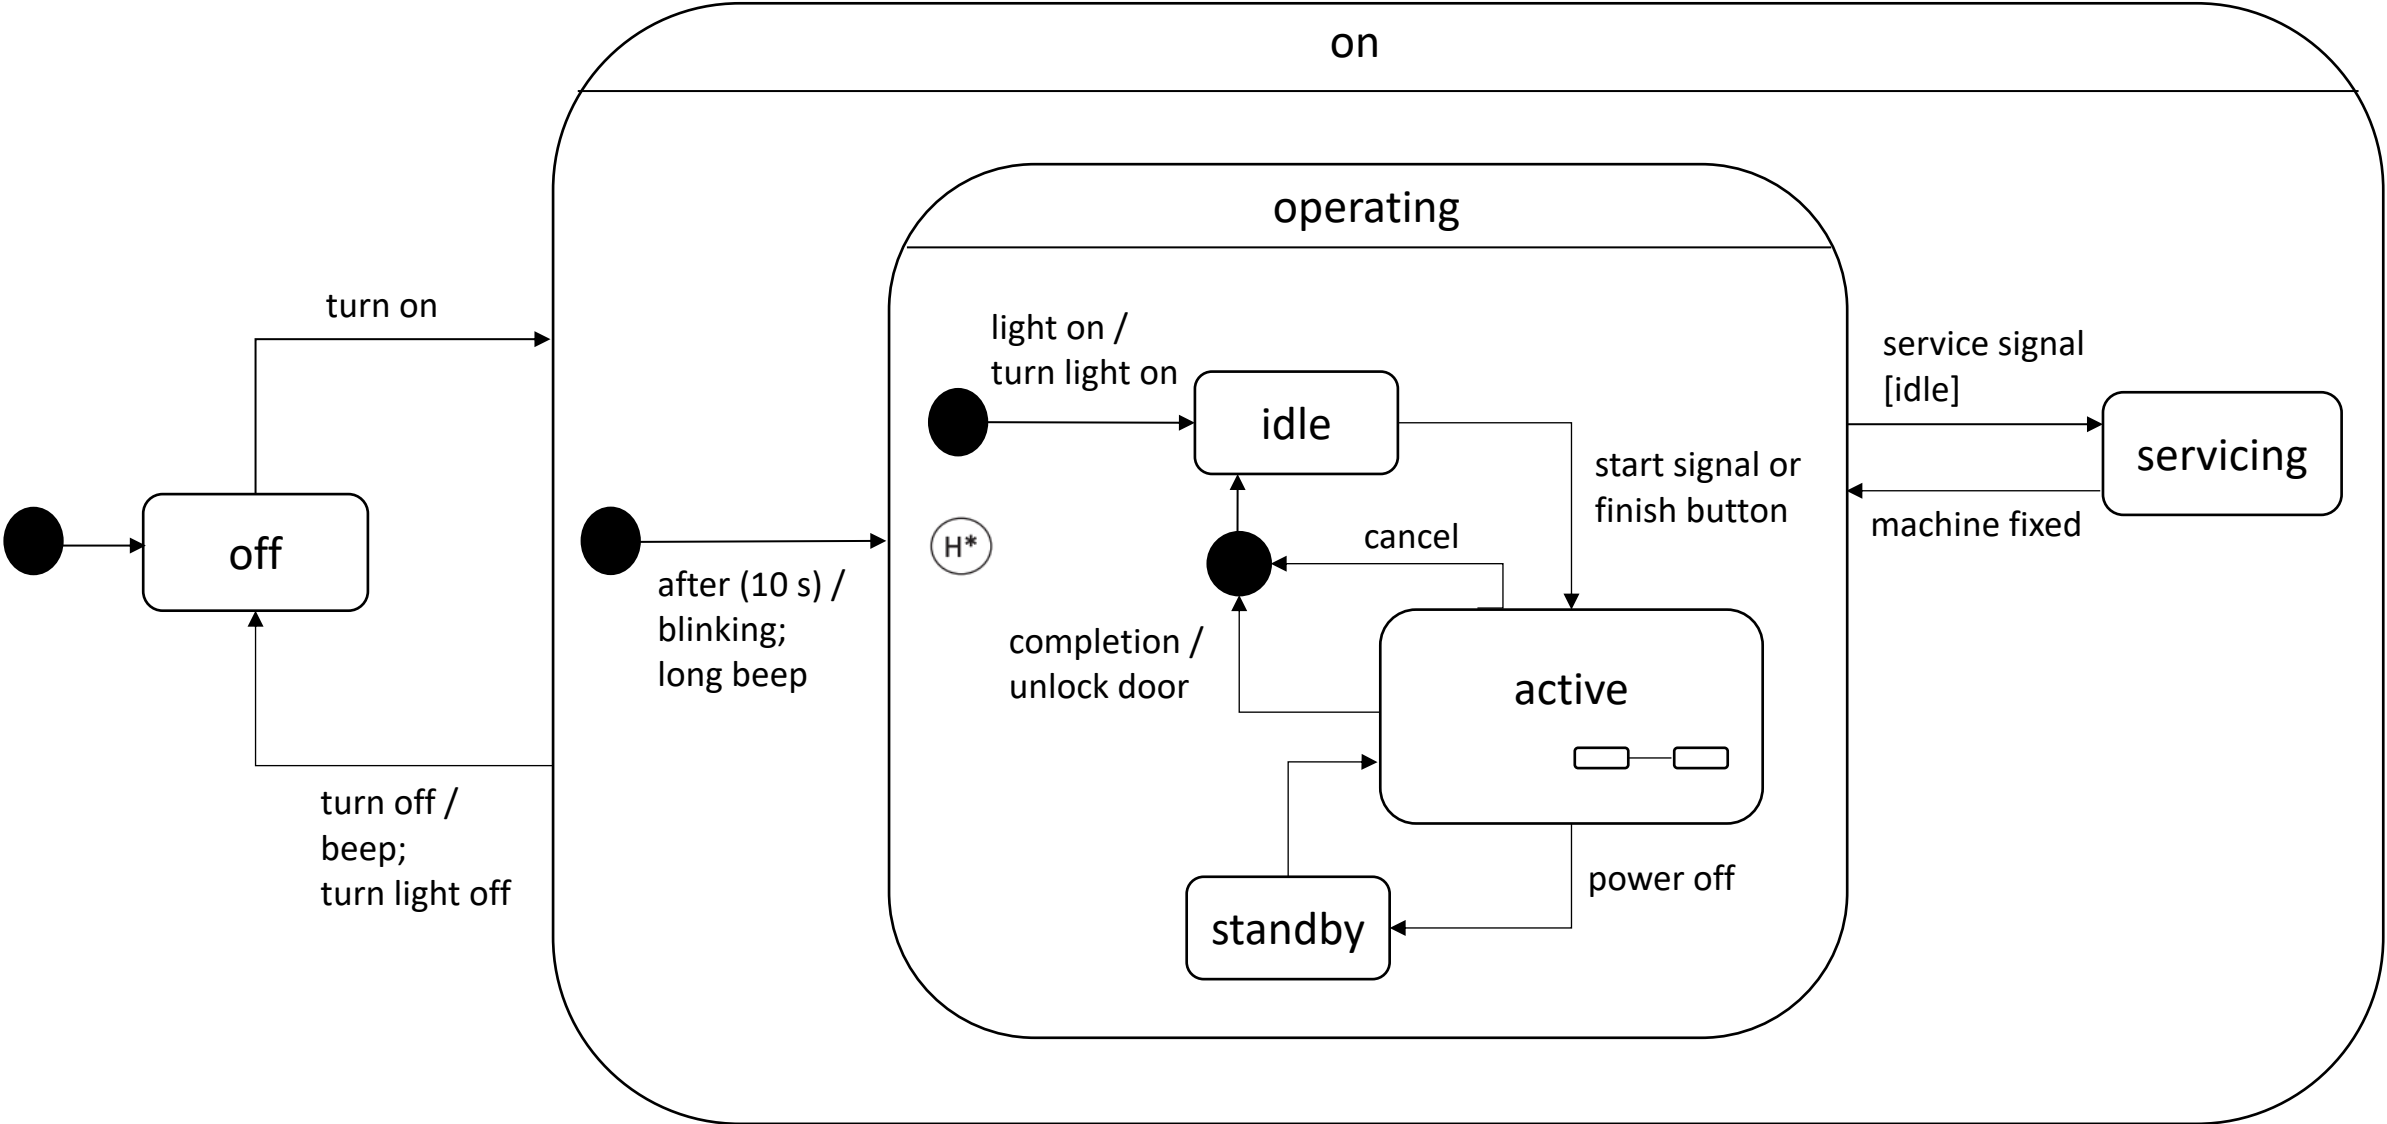 on
operating
turn on
light on /
turn light on
service signal
[idle]
idle
servicing
start signal or
finish button
machine fixed
off
H*
cancel
after (10 s) /
blinking;
long beep
completion /
unlock door
active
turn off /
beep;
turn light off
power off
standby